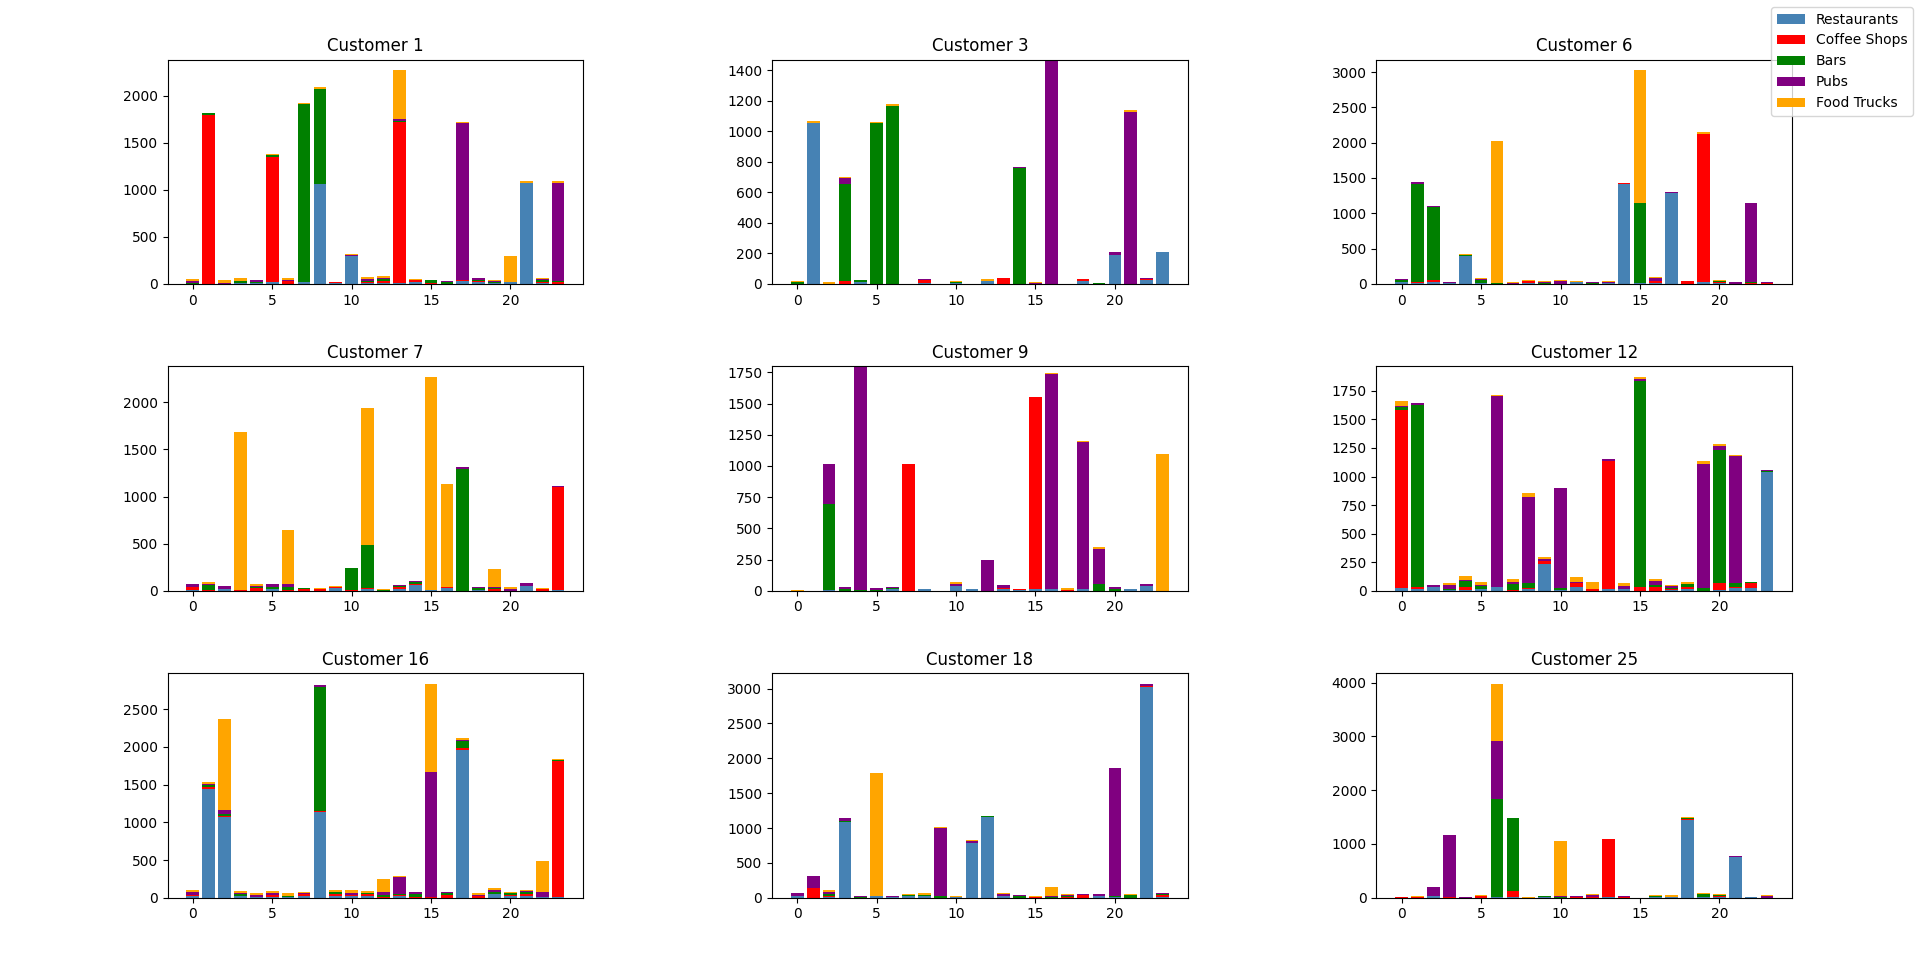 Restaurants
Coffee Shops
Bars
Pubs
Food Trucks
Customer 1
2000
1500
1000
500
0
0 5 10 15 20
Customer 3
1400
1200
1000
800
600
400
200
0
0 5 10 15 20
Customer 6
3000
2500
2000
1500
1000
500
0
0 5 10 15 20
Customer 7
2000
1500
1000
500
0
0 5 10 15 20
Customer 9
1750
1500
1250
1000
750
500
250
0
0 5 10 15 20
Customer 12
1750
1500
1250
1000
750
500
250
0
0 5 10 15 20
Customer 16
2500
2000
1500
1000
500
0
0 5 10 15 20
Customer 18
3000
2500
2000
1500
1000
500
0
0 5 10 15 20
Customer 25
4000
3000
2000
1000
0
0 5 10 15 20